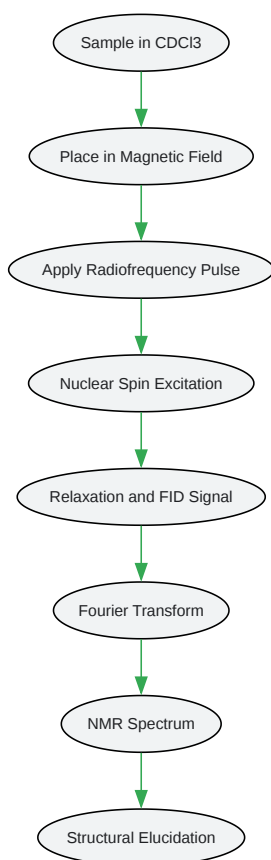 Sample in CDCl3
Place in Magnetic Field
Apply Radiofrequency Pulse
Nuclear Spin Excitation
Relaxation and FID Signal
Fourier Transform
NMR Spectrum
Structural Elucidation